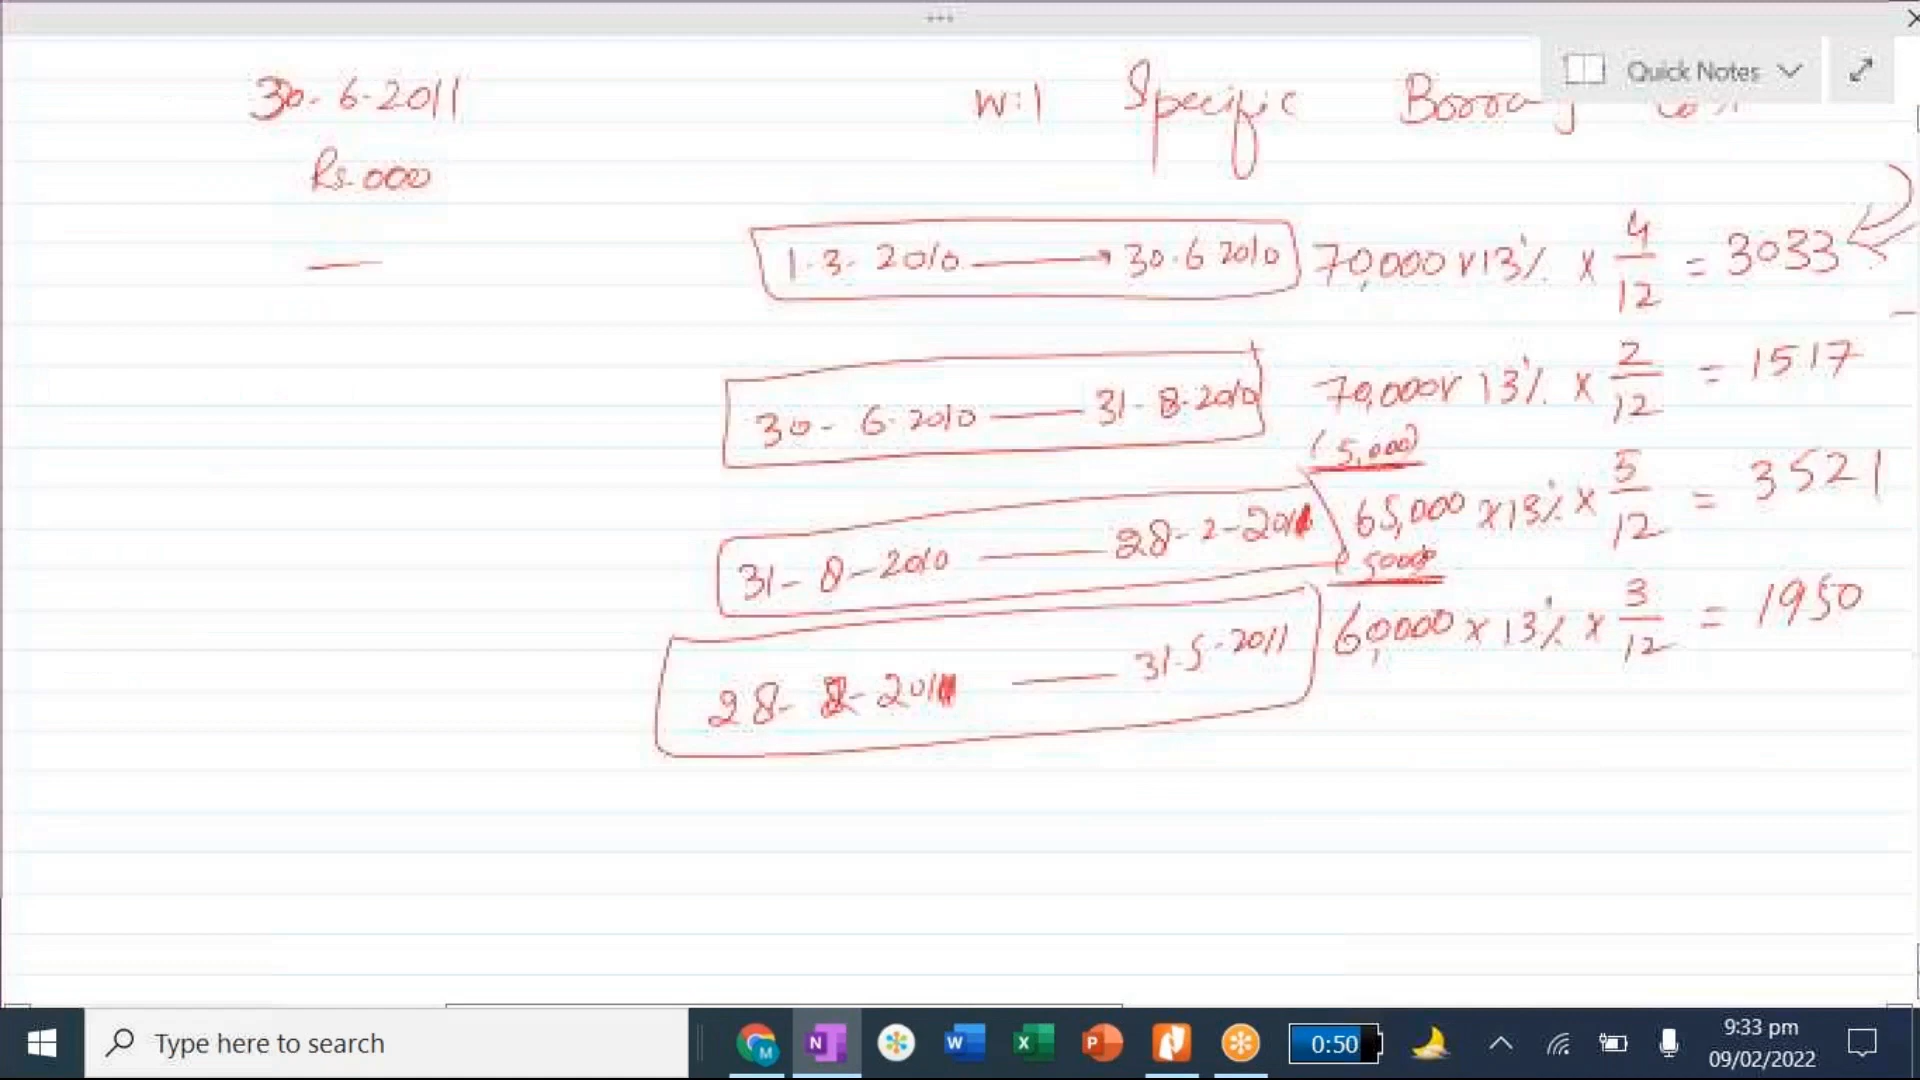 Quick Notes
30-6-2011
W:1 Specific
Rs.000
1.3-2010 → 30.6 2010 70,000 x 13% x 4/12 = 3033
30-6-2010 — 31-8-2010 70,000 x 13% x 2/12 = 1517
(5,000)
31-8-2010 — 28-2-2011 65,000 x 13% x 5/12 = 3521
(5000)
28-2-2011 — 31-5-2011 60,000 x 13% x 3/12 = 1950
Type here to search
0:50
9:33 pm
09/02/2022